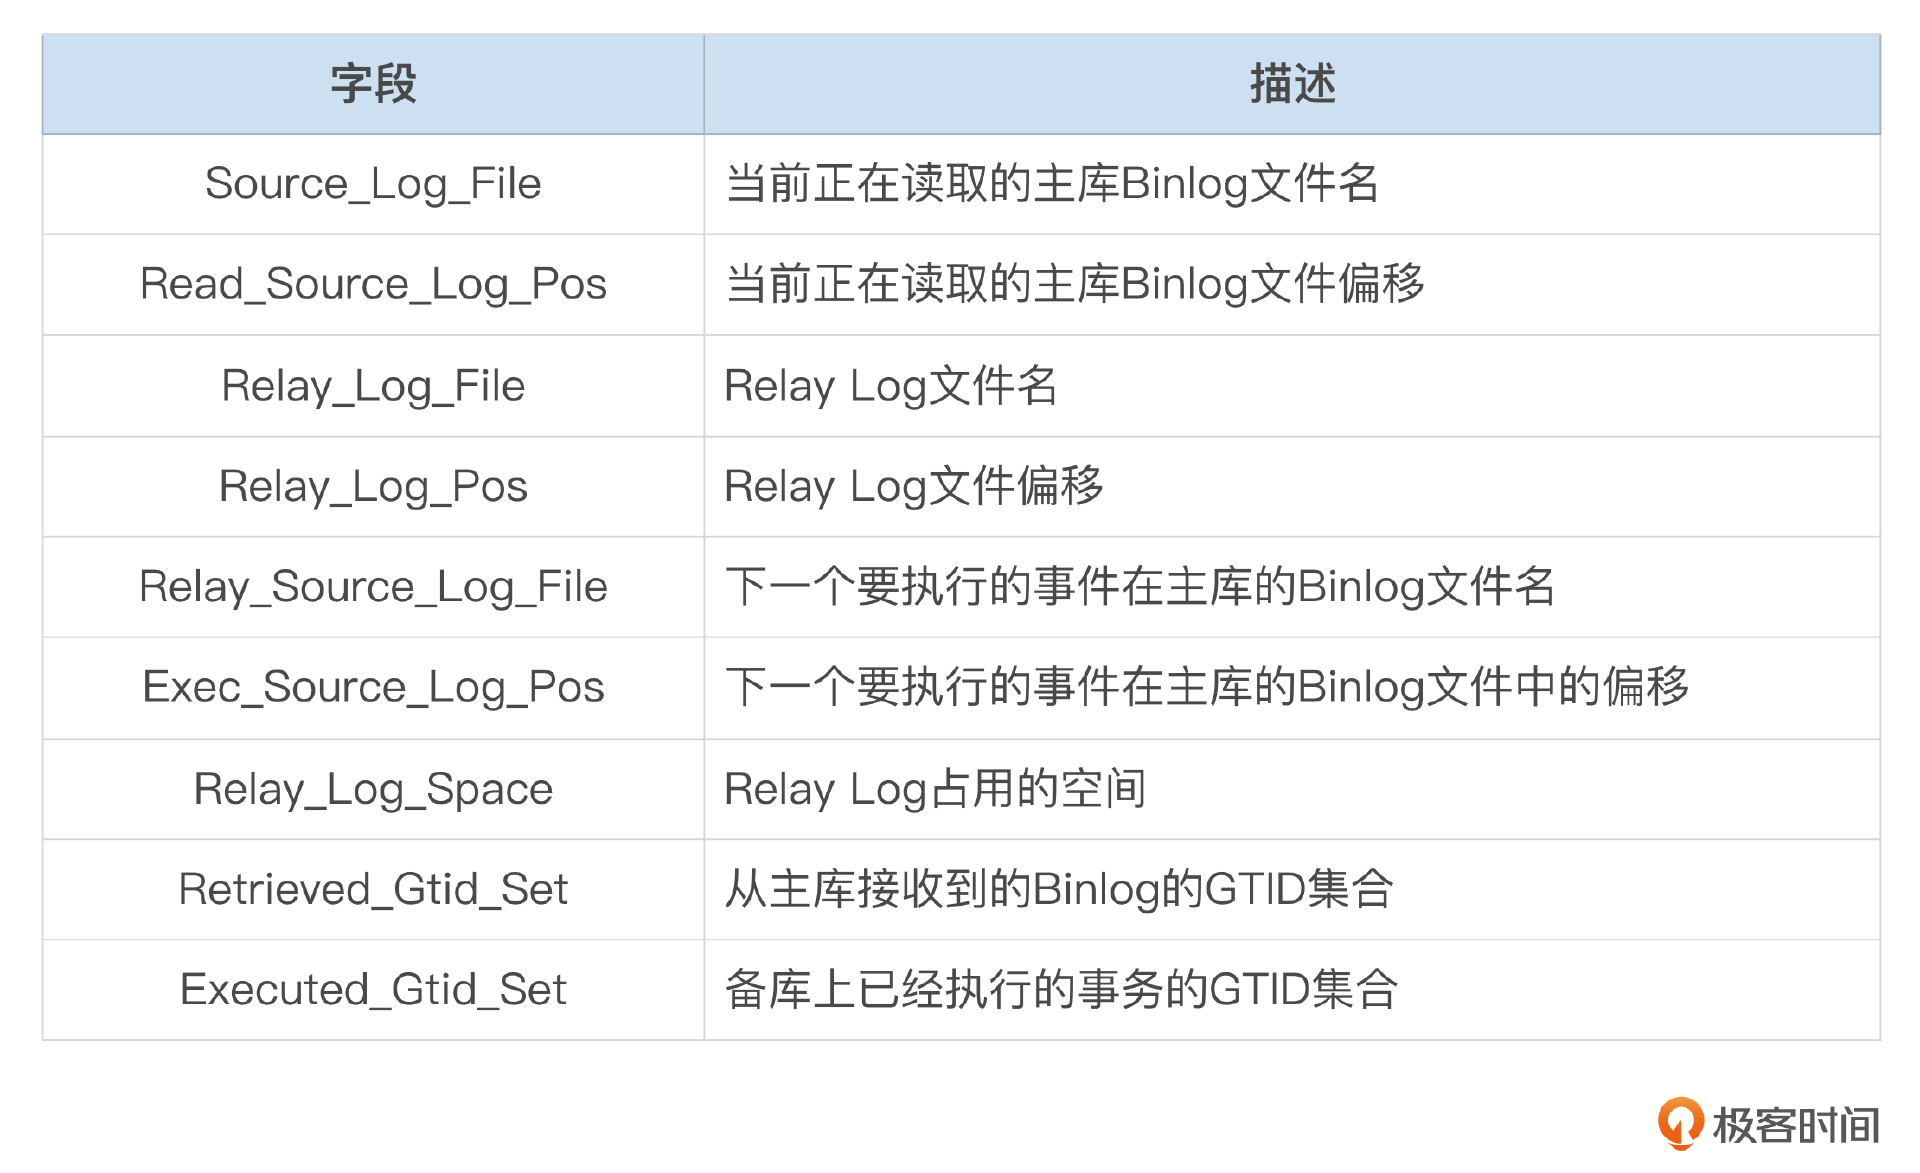 字段 描述
Source_Log_File 当前正在读取的主库Binlog文件名
Read_Source_Log_Pos 当前正在读取的主库Binlog文件偏移
Relay_Log_File Relay Log文件名
Relay_Log_Pos Relay Log文件偏移
Relay_Source_Log_File 下一个要执行的事件在主库的Binlog文件名
Exec_Source_Log_Pos 下一个要执行的事件在主库的Binlog文件中的偏移
Relay_Log_Space Relay Log占用的空间
Retrieved_Gtid_Set 从主库接收到的Binlog的GTID集合
Executed_Gtid_Set 备库上已经执行的事务的GTID集合
极客时间